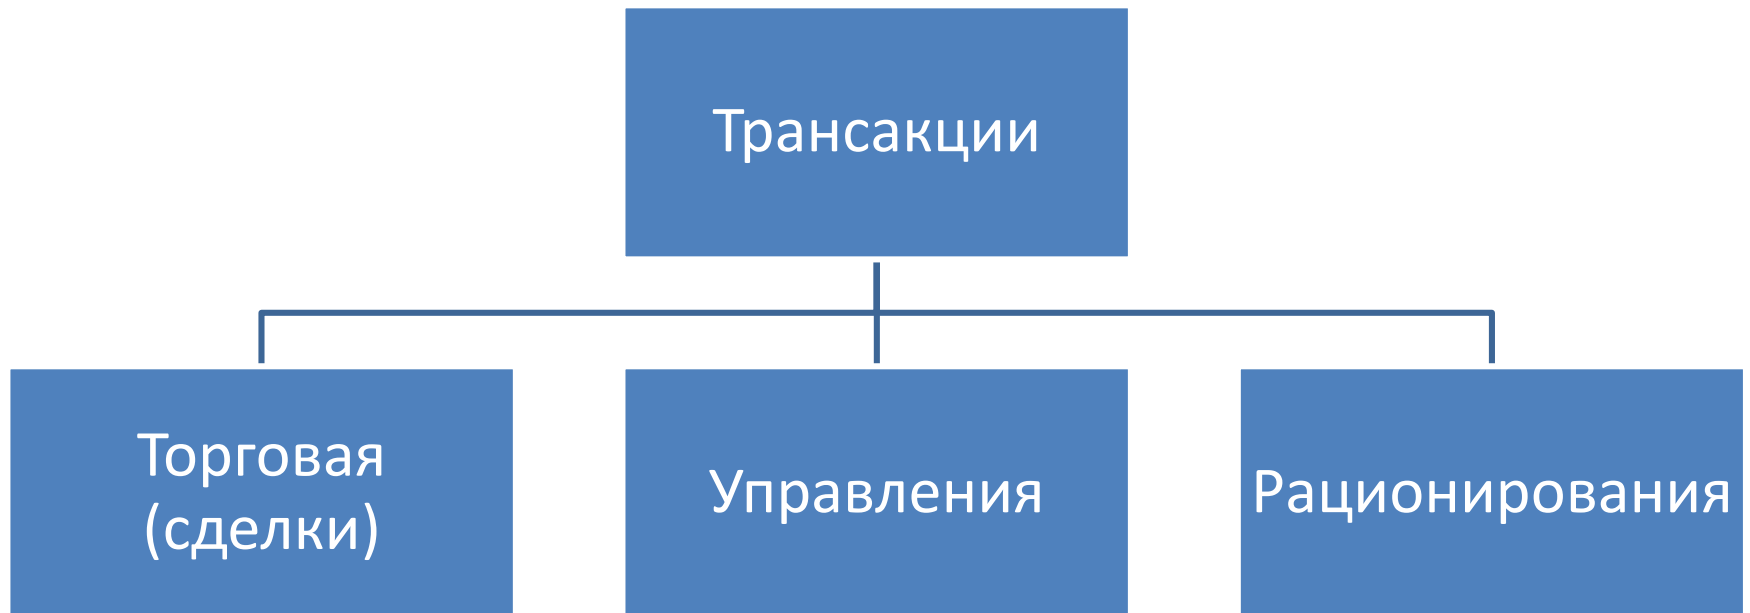 Трансакции
Торговая
(сделки)
Управления
Рационирования